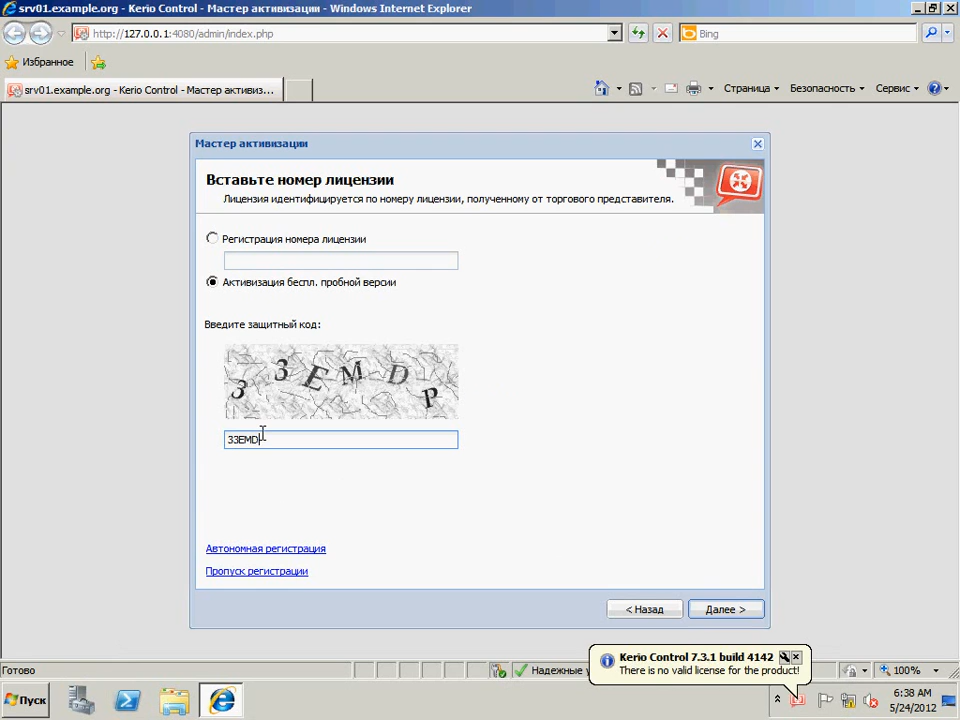 srv01.example.org - Kerio Control - Мастер активации - Windows Internet Explorer
http://127.0.0.1:4080/admin/index.php
Bing
Избранное
srv01.example.org - Kerio Control - Мастер активиз...
Страница
Безопасность
Сервис
Мастер активизации
Вставьте номер лицензии
Лицензия идентифицируется по номеру лицензии, полученному от торгового представителя.
Регистрация номера лицензии
Активизация беспл. пробной версии
Введите защитный код:
3 3 E M D P
33EMD
Автономная регистрация
Пропуск регистрации
< Назад
Далее >
Kerio Control 7.3.1 build 4142
There is no valid license for the product!
Готово
Надежные у
100%
Пуск
6:38 AM
5/24/2012